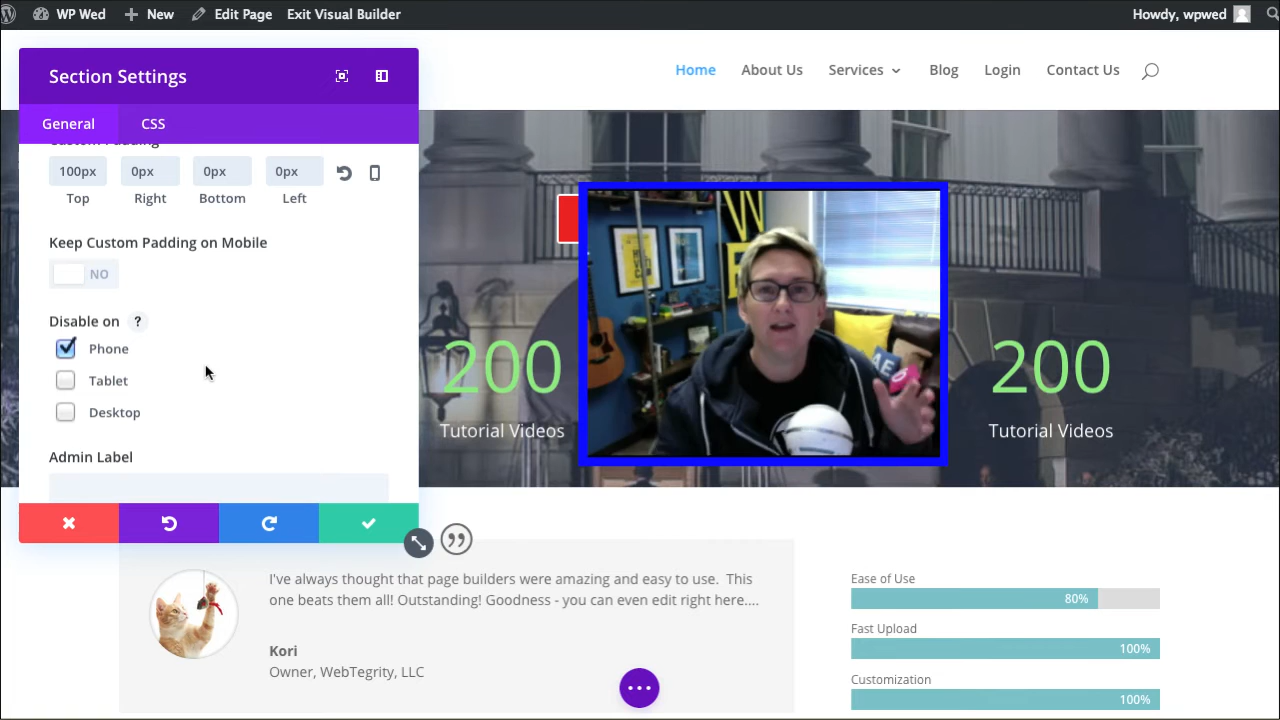 WP Wed
New
Edit Page
Exit Visual Builder
Howdy, wpwed
Section Settings
Home
About Us
Services
Blog
Login
Contact Us
General
CSS
Custom Padding
100px
0px
0px
0px
Top
Right
Bottom
Left
Keep Custom Padding on Mobile
NO
Disable on ?
Phone
Tablet
Desktop
Admin Label
200
Tutorial Videos
200
Tutorial Videos
I've always thought that page builders were amazing and easy to use. This
one beats them all! Outstanding! Goodness - you can even edit right here....
Kori
Owner, WebTegrity, LLC
Ease of Use
80%
Fast Upload
100%
Customization
100%